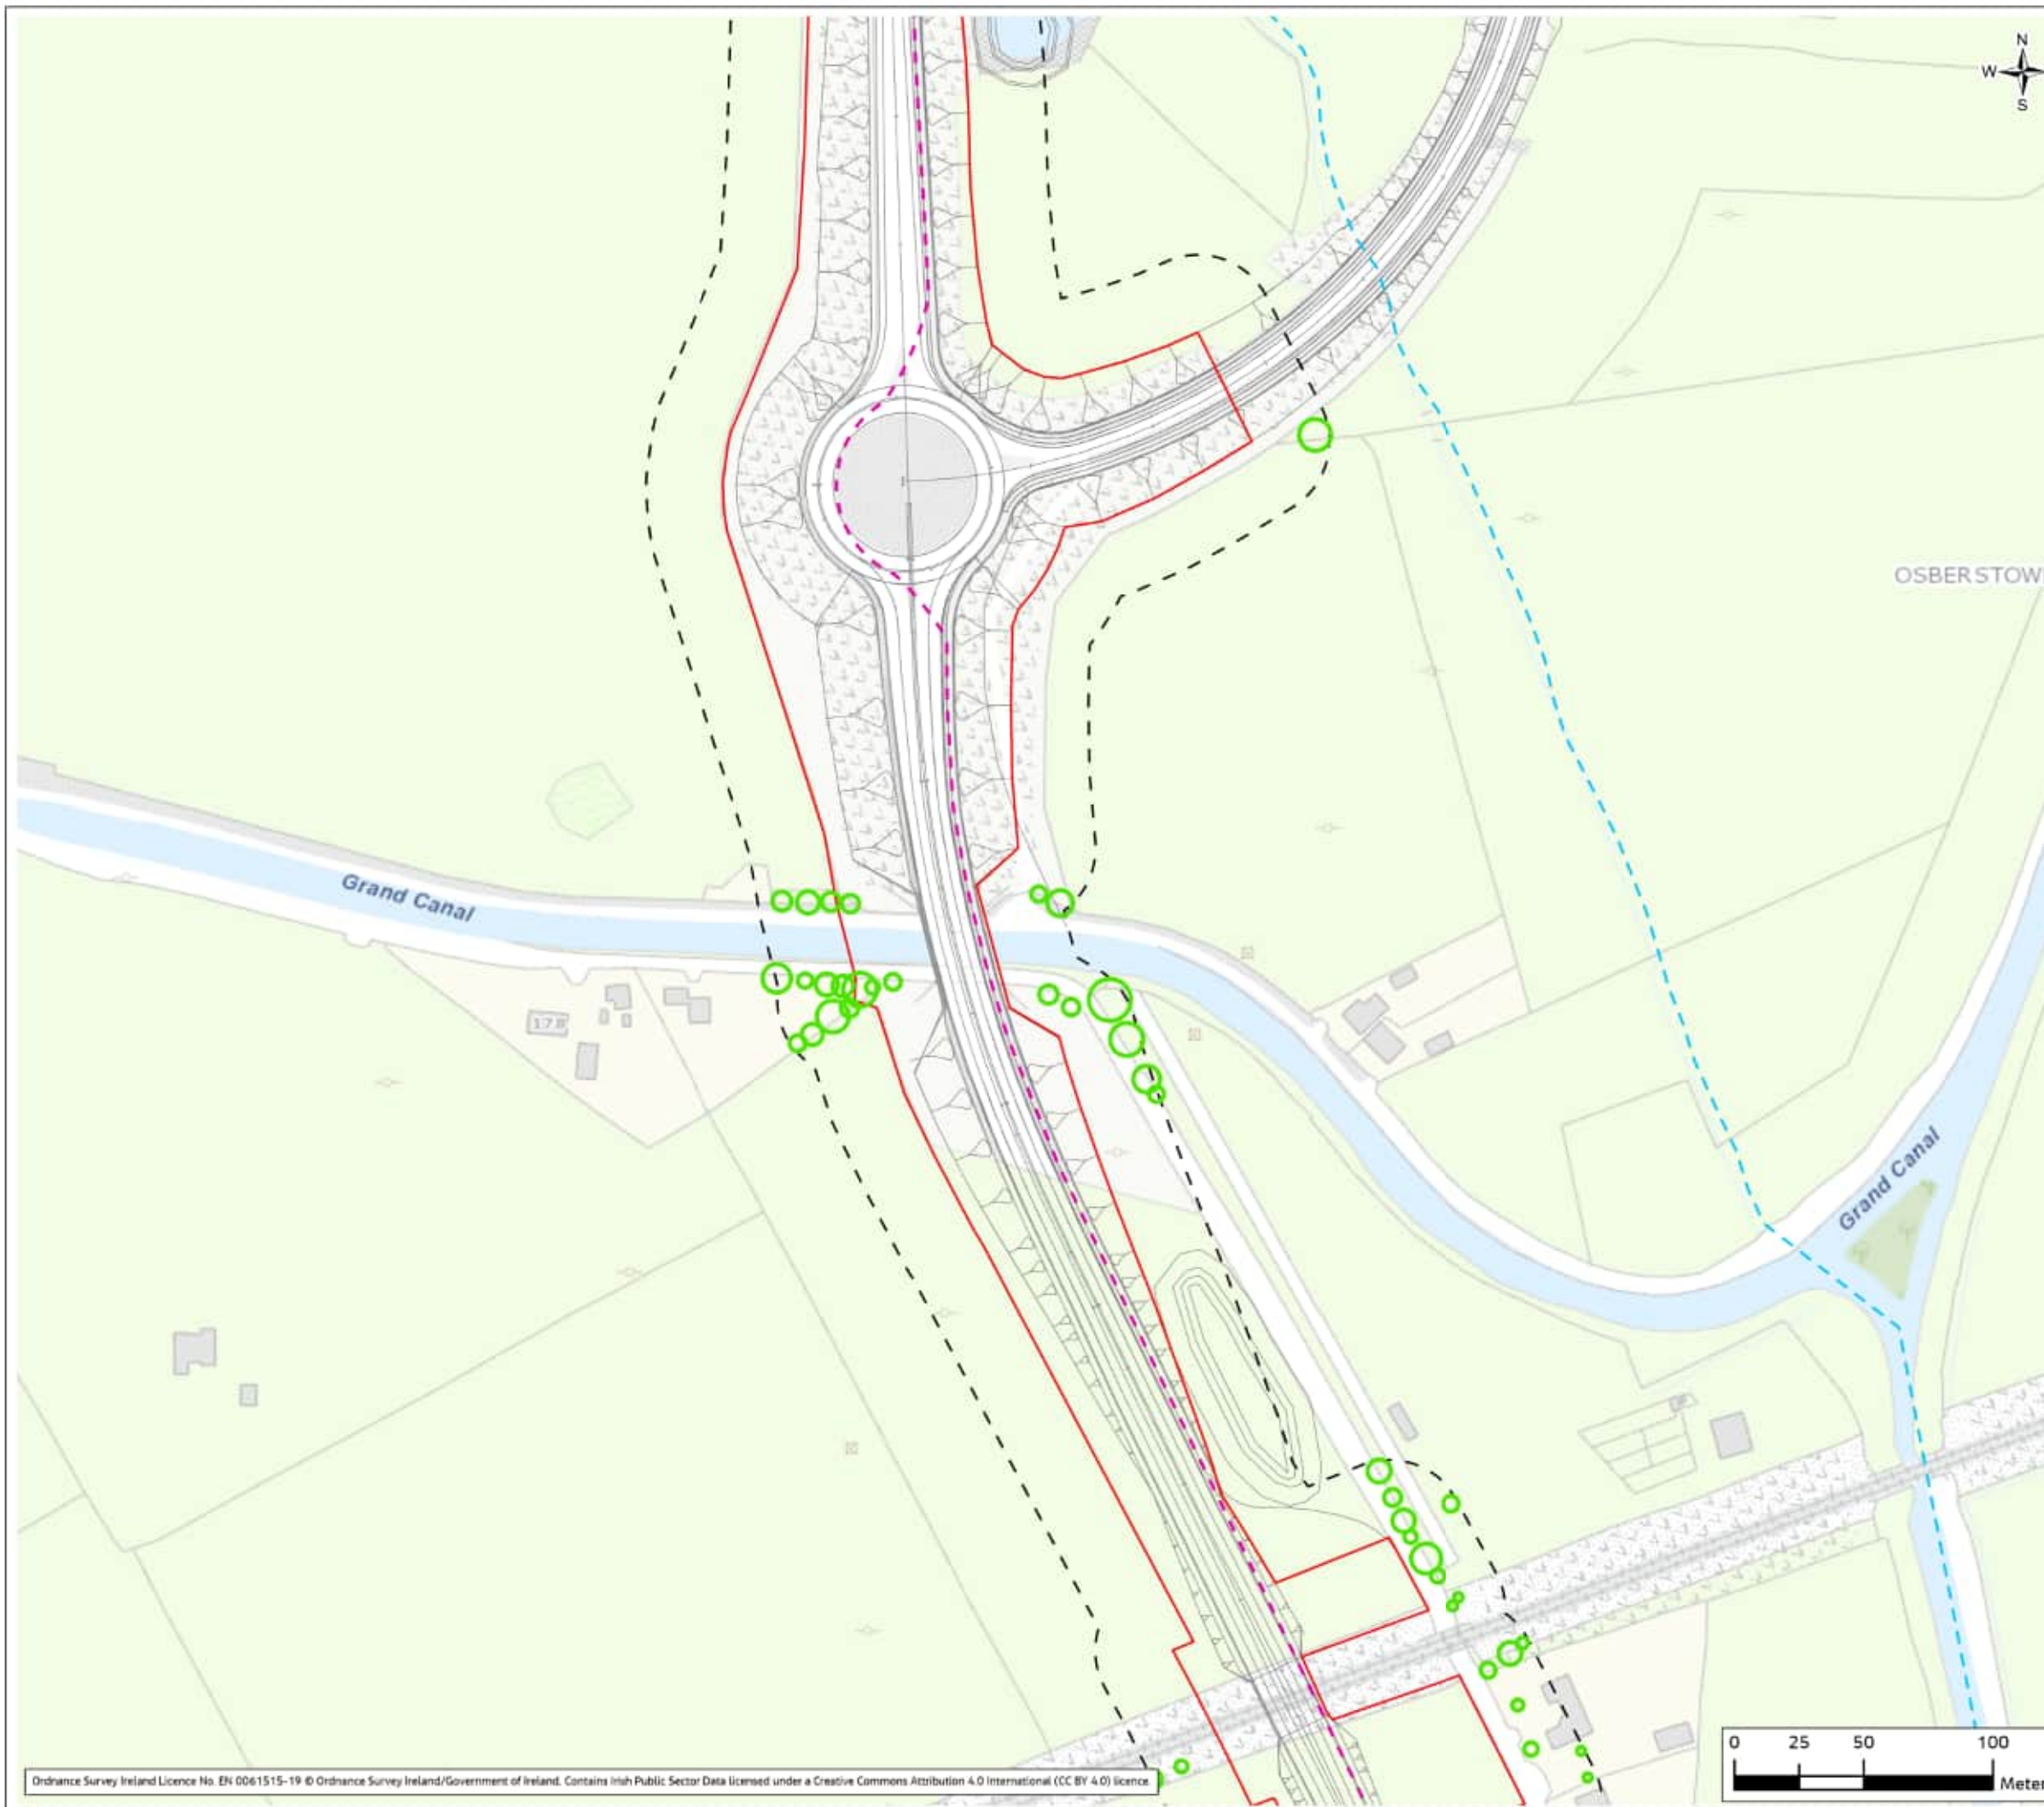 N
W
S
OSBERSTOW
Grand Canal
Grand Canal
0 25 50 100
Meter
Ordnance Survey Ireland Licence No. EN 0061515-19 © Ordnance Survey Ireland/Government of Ireland. Contains Irish Public Sector Data licensed under a Creative Commons Attribution 4.0 International (CC BY 4.0) licence